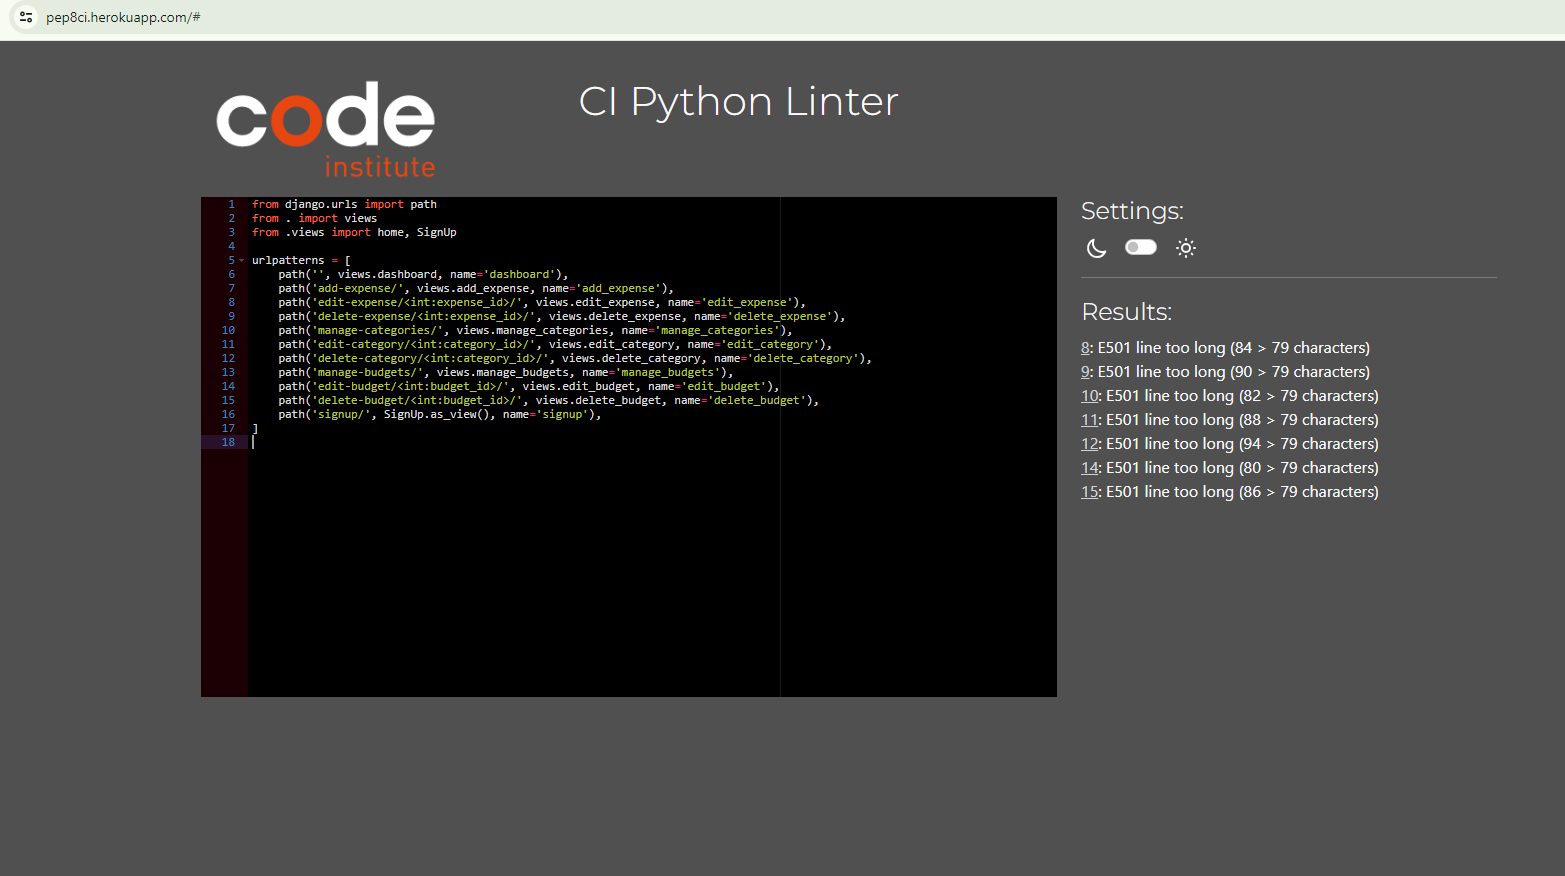 pep8ci.herokuapp.com/#
code
institute
CI Python Linter
1 from django.urls import path
2 from . import views
3 from .views import home, SignUp
4
5 urlpatterns = [
6     path('', views.dashboard, name='dashboard'),
7     path('add-expense/', views.add_expense, name='add_expense'),
8     path('edit-expense/<int:expense_id>/', views.edit_expense, name='edit_expense'),
9     path('delete-expense/<int:expense_id>/', views.delete_expense, name='delete_expense'),
10     path('manage-categories/', views.manage_categories, name='manage_categories'),
11     path('edit-category/<int:category_id>/', views.edit_category, name='edit_category'),
12     path('delete-category/<int:category_id>/', views.delete_category, name='delete_category'),
13     path('manage-budgets/', views.manage_budgets, name='manage_budgets'),
14     path('edit-budget/<int:budget_id>/', views.edit_budget, name='edit_budget'),
15     path('delete-budget/<int:budget_id>/', views.delete_budget, name='delete_budget'),
16     path('signup/', SignUp.as_view(), name='signup'),
17 ]
18
Settings:
Results:
8: E501 line too long (84 > 79 characters)
9: E501 line too long (90 > 79 characters)
10: E501 line too long (82 > 79 characters)
11: E501 line too long (88 > 79 characters)
12: E501 line too long (94 > 79 characters)
14: E501 line too long (80 > 79 characters)
15: E501 line too long (86 > 79 characters)